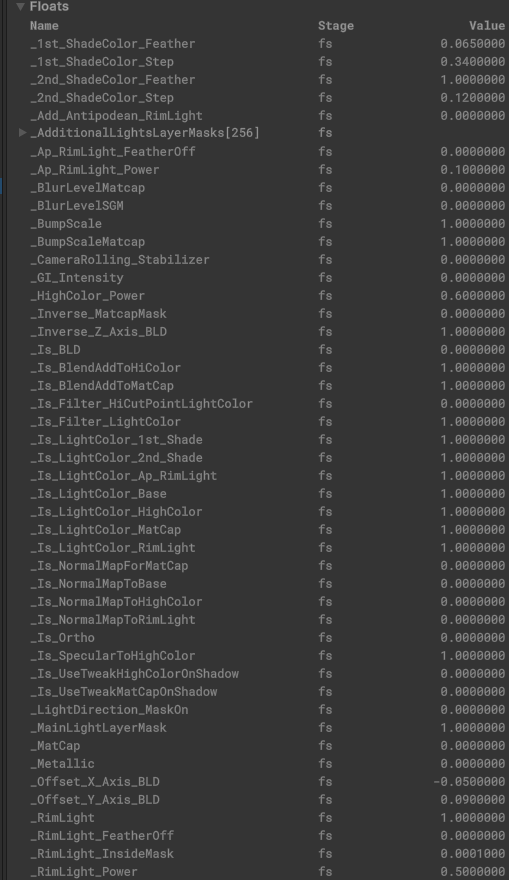 Floats
Name Stage Value
_1st_ShadeColor_Feather fs 0.0650000
_1st_ShadeColor_Step fs 0.3400000
_2nd_ShadeColor_Feather fs 1.0000000
_2nd_ShadeColor_Step fs 0.1200000
_Add_Antipodean_RimLight fs 0.0000000
_AdditionalLightsLayerMasks[256] fs
_Ap_RimLight_FeatherOff fs 0.0000000
_Ap_RimLight_Power fs 0.1000000
_BlurLevelMatcap fs 0.0000000
_BlurLevelSGM fs 0.0000000
_BumpScale fs 1.0000000
_BumpScaleMatcap fs 1.0000000
_CameraRolling_Stabilizer fs 0.0000000
_GI_Intensity fs 0.0000000
_HighColor_Power fs 0.6000000
_Inverse_MatcapMask fs 0.0000000
_Inverse_Z_Axis_BLD fs 1.0000000
_Is_BLD fs 0.0000000
_Is_BlendAddToHiColor fs 1.0000000
_Is_BlendAddToMatCap fs 1.0000000
_Is_Filter_HiCutPointLightColor fs 0.0000000
_Is_Filter_LightColor fs 1.0000000
_Is_LightColor_1st_Shade fs 1.0000000
_Is_LightColor_2nd_Shade fs 1.0000000
_Is_LightColor_Ap_RimLight fs 1.0000000
_Is_LightColor_Base fs 1.0000000
_Is_LightColor_HighColor fs 1.0000000
_Is_LightColor_MatCap fs 1.0000000
_Is_LightColor_RimLight fs 1.0000000
_Is_NormalMapForMatCap fs 0.0000000
_Is_NormalMapToBase fs 0.0000000
_Is_NormalMapToHighColor fs 0.0000000
_Is_NormalMapToRimLight fs 0.0000000
_Is_Ortho fs 0.0000000
_Is_SpecularToHighColor fs 1.0000000
_Is_UseTweakHighColorOnShadow fs 0.0000000
_Is_UseTweakMatCapOnShadow fs 0.0000000
_LightDirection_MaskOn fs 0.0000000
_MainLightLayerMask fs 1.0000000
_MatCap fs 0.0000000
_Metallic fs 0.0000000
_Offset_X_Axis_BLD fs -0.0500000
_Offset_Y_Axis_BLD fs 0.0900000
_RimLight fs 1.0000000
_RimLight_FeatherOff fs 0.0000000
_RimLight_InsideMask fs 0.0001000
_RimLight_Power fs 0.5000000